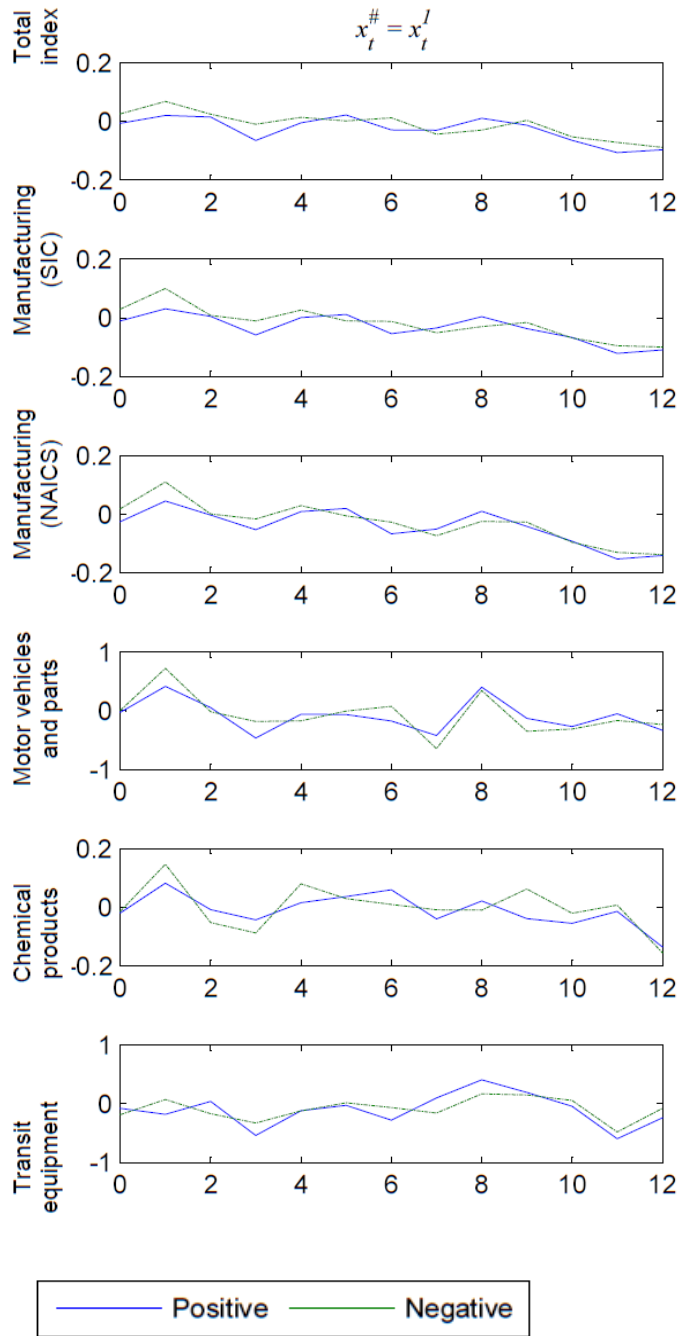 x_t^# = x_t^1
Total
index
0.2
0
-0.2
0 2 4 6 8 10 12
Manufacturing
(SIC)
0.2
0
-0.2
0 2 4 6 8 10 12
Manufacturing
(NAICS)
0.2
0
-0.2
0 2 4 6 8 10 12
Motor vehicles
and parts
1
0
-1
0 2 4 6 8 10 12
Chemical
products
0.2
0
-0.2
0 2 4 6 8 10 12
Transit
equipment
1
0
-1
0 2 4 6 8 10 12
Positive Negative